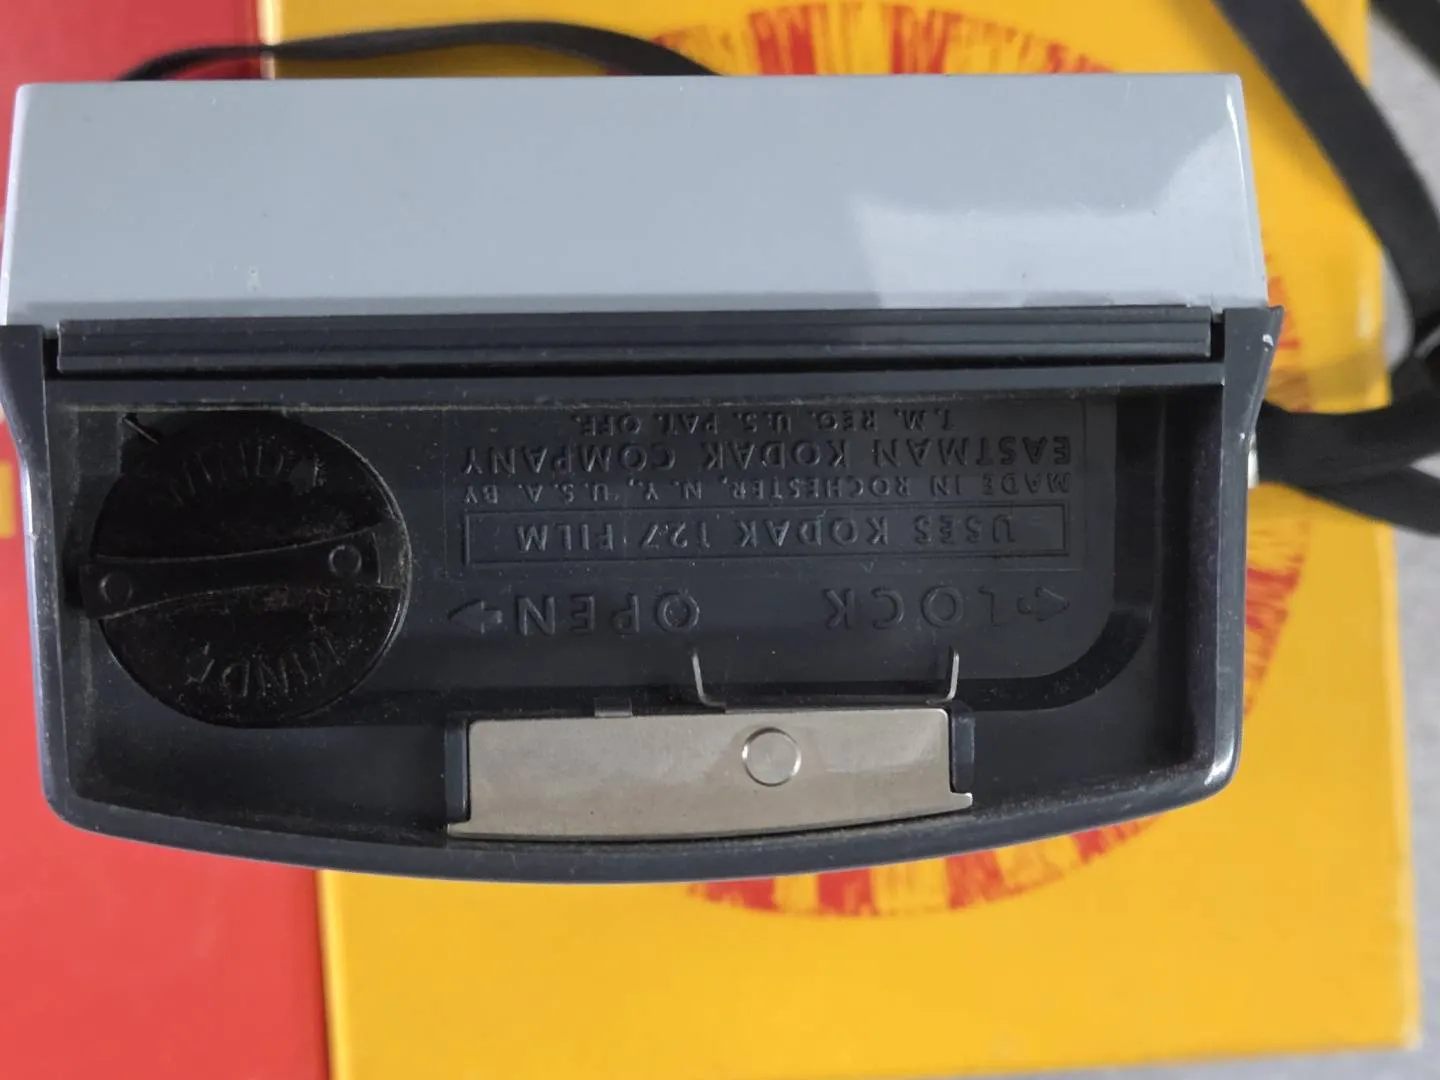 ← LOCK OPEN →
USES KODAK 127 FILM
MADE IN ROCHESTER, N. Y., U.S.A. BY
EASTMAN KODAK COMPANY
T. M. REG. U.S. PAT. OFF.
WIND
WIND